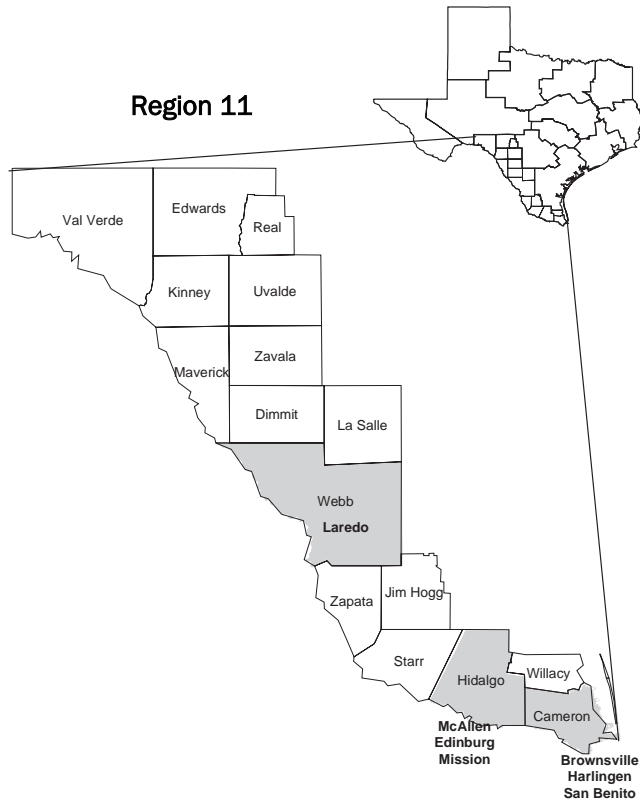 Region 11
Val Verde
Edwards
Real
Kinney
Uvalde
Maverick
Zavala
Dimmit
La Salle
Webb
Laredo
Zapata
Jim Hogg
Starr
Hidalgo
Willacy
Cameron
McAllen
Edinburg
Mission
Brownsville
Harlingen
San Benito